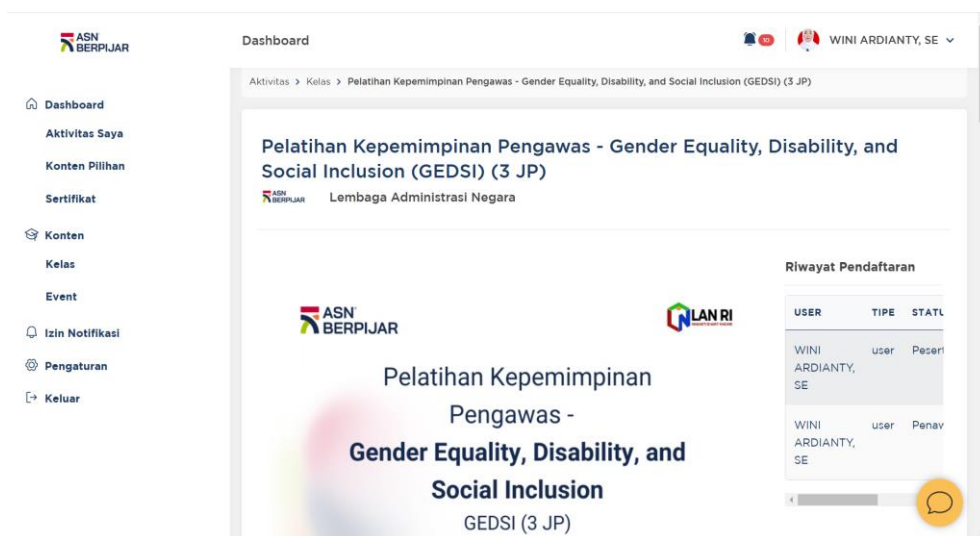 ASN
BERPIJAR
Dashboard
10
WINI ARDIANTY, SE
Aktivitas > Kelas > Pelatihan Kepemimpinan Pengawas - Gender Equality, Disability, and Social Inclusion (GEDSI) (3 JP)
Dashboard
Aktivitas Saya
Konten Pilihan
Sertifikat
Konten
Kelas
Event
Izin Notifikasi
Pengaturan
Keluar
Pelatihan Kepemimpinan Pengawas - Gender Equality, Disability, and
Social Inclusion (GEDSI) (3 JP)
ASN
BERPIJAR
Lembaga Administrasi Negara
ASN
BERPIJAR
LAN RI
Pelatihan Kepemimpinan
Pengawas -
Gender Equality, Disability, and
Social Inclusion
GEDSI (3 JP)
Riwayat Pendaftaran
USER TIPE STATU
WINI user Pesert
ARDIANTY,
SE
WINI user Penaw
ARDIANTY,
SE